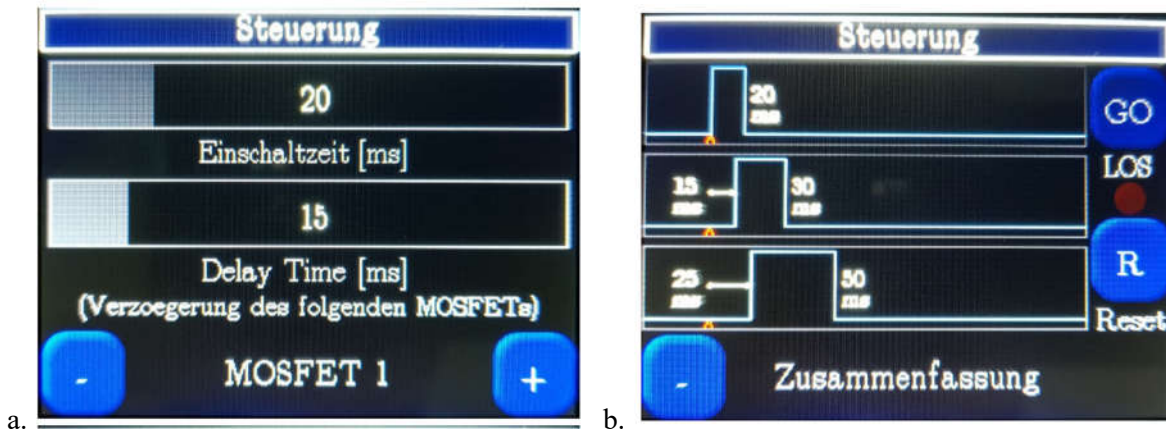 Steuerung
20
Einschaltzeit [ms]
15
Delay Time [ms]
(Verzoegerung des folgenden MOSFETs)
-
MOSFET 1
+
a.
Steuerung
20
ms
GO
LOS
15
ms
30
ms
R
Reset
25
ms
50
ms
-
Zusammenfassung
b.